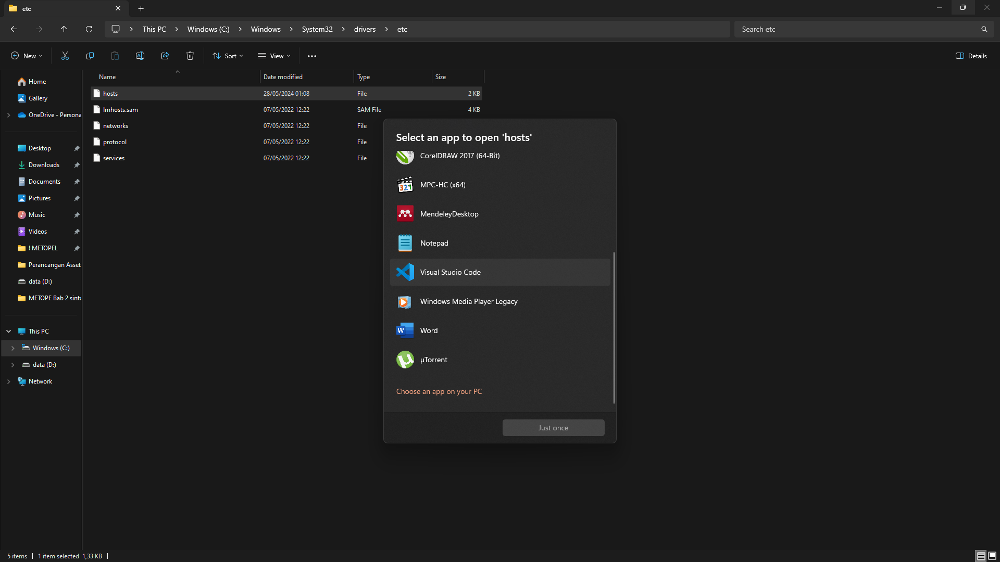 etc
This PC Windows (C:) Windows System32 drivers etc
Search etc
New Sort View Details
Name Date modified Type Size
hosts 28/05/2024 01:08 File 2 KB
lmhosts.sam 07/05/2022 12:22 SAM File 4 KB
networks 07/05/2022 12:22 File
protocol 07/05/2022 12:22 File
services 07/05/2022 12:22 File
Home
Gallery
OneDrive - Persona
Desktop
Downloads
Documents
Pictures
Music
Videos
! METOPEL
Perancangan Asset
data (D:)
METOPE Bab 2 sinta
This PC
Windows (C:)
data (D:)
Network
Select an app to open 'hosts'
CorelDRAW 2017 (64-Bit)
321
MPC-HC (x64)
MendeleyDesktop
Notepad
Visual Studio Code
Windows Media Player Legacy
W
Word
µ
µTorrent
Choose an app on your PC
Just once
5 items 1 item selected 1,33 KB